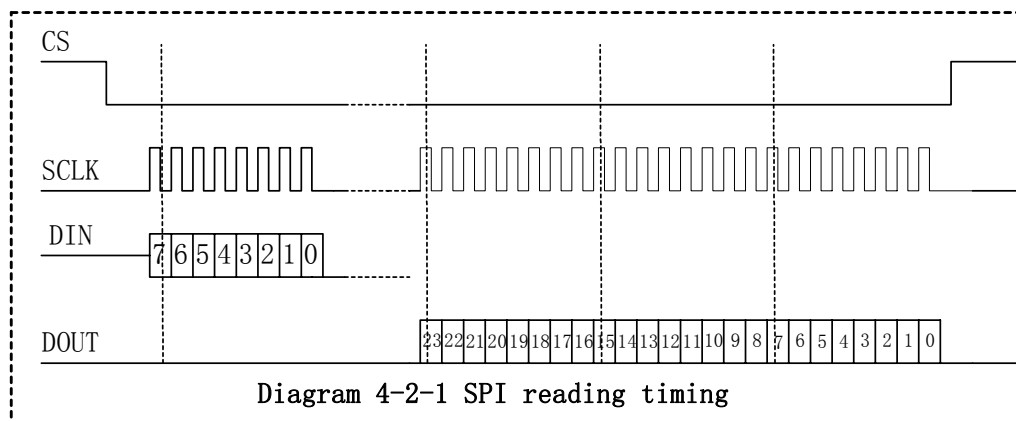 CS
SCLK
DIN
7 6 5 4 3 2 1 0
DOUT
23 22 21 20 19 18 17 16 15 14 13 12 11 10 9 8 7 6 5 4 3 2 1 0
Diagram 4-2-1 SPI reading timing